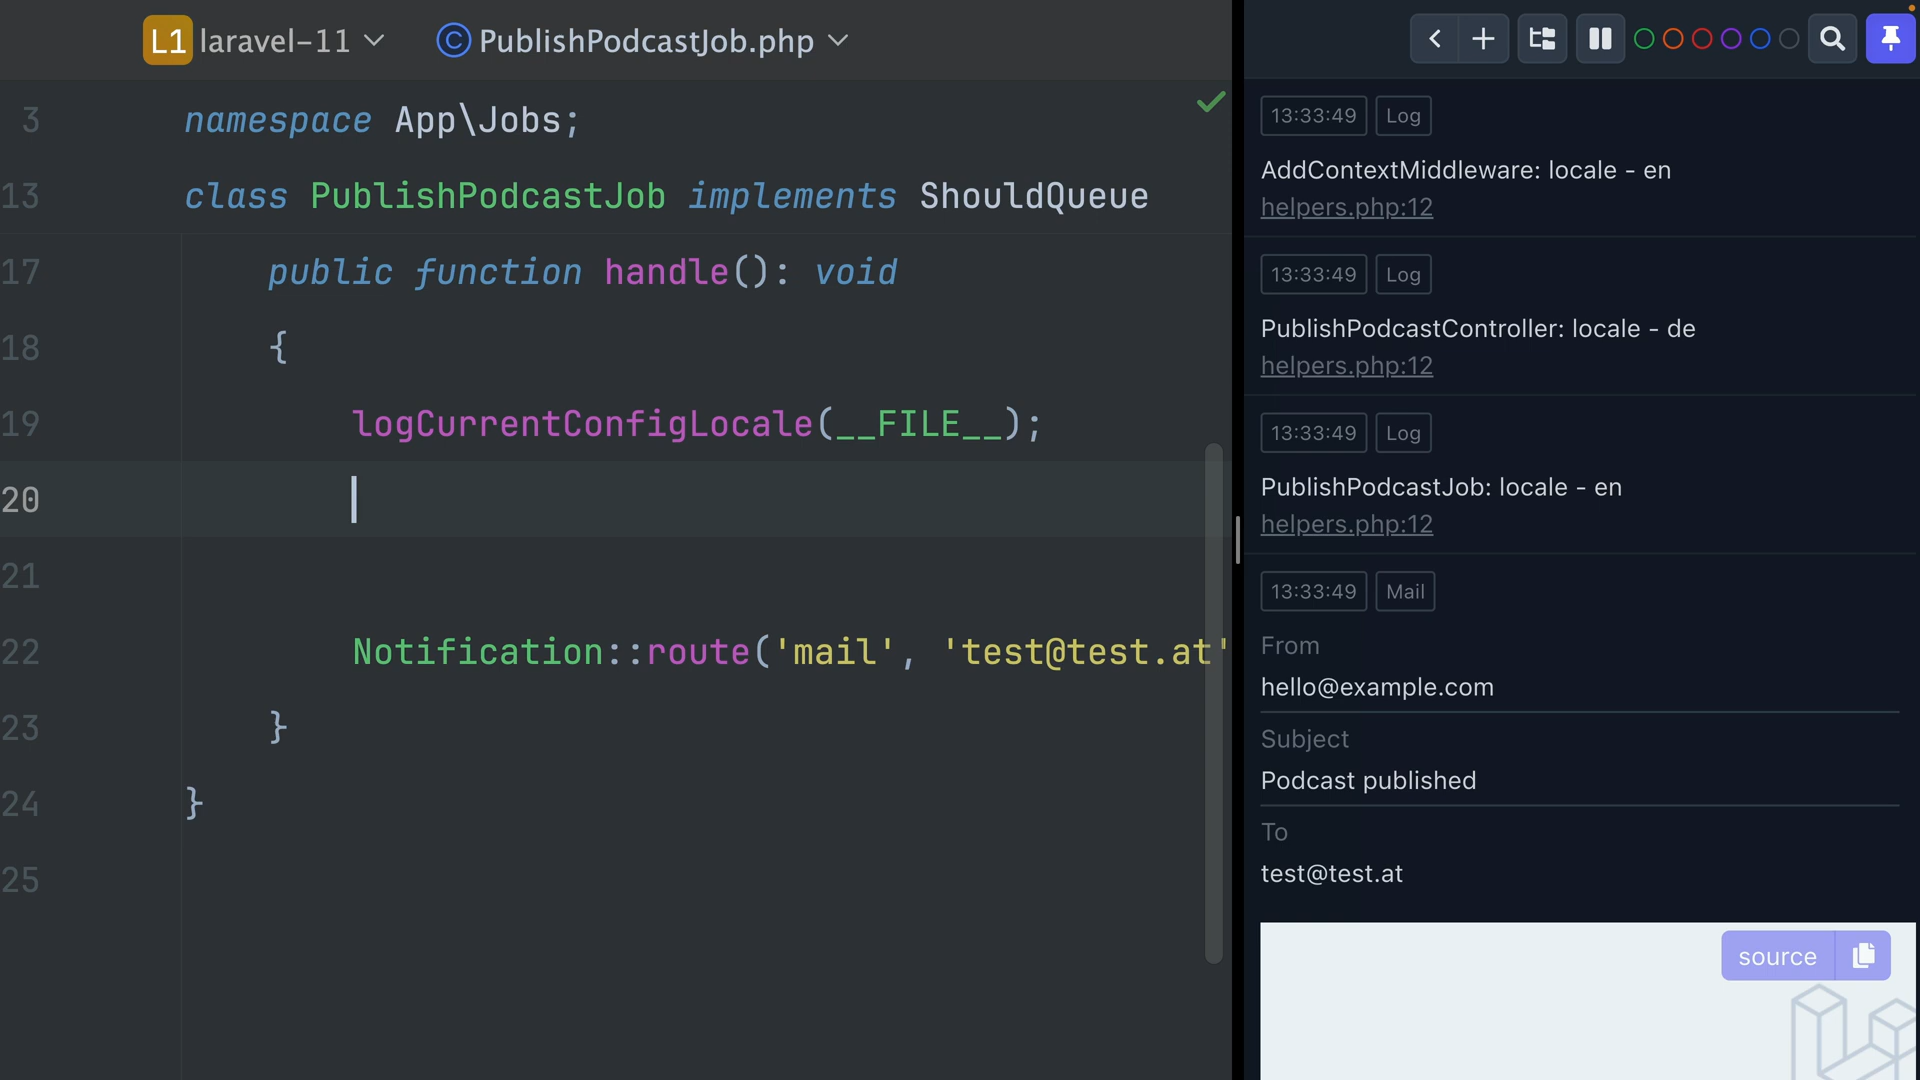 L1 laravel-11 PublishPodcastJob.php
3 namespace App\Jobs;
13 class PublishPodcastJob implements ShouldQueue
17 public function handle(): void
18 {
19 logCurrentConfigLocale(__FILE__);
20
21
22 Notification::route('mail', 'test@test.at'
23 }
24 }
25
13:33:49 Log
AddContextMiddleware: locale - en
helpers.php:12
13:33:49 Log
PublishPodcastController: locale - de
helpers.php:12
13:33:49 Log
PublishPodcastJob: locale - en
helpers.php:12
13:33:49 Mail
From
hello@example.com
Subject
Podcast published
To
test@test.at
source